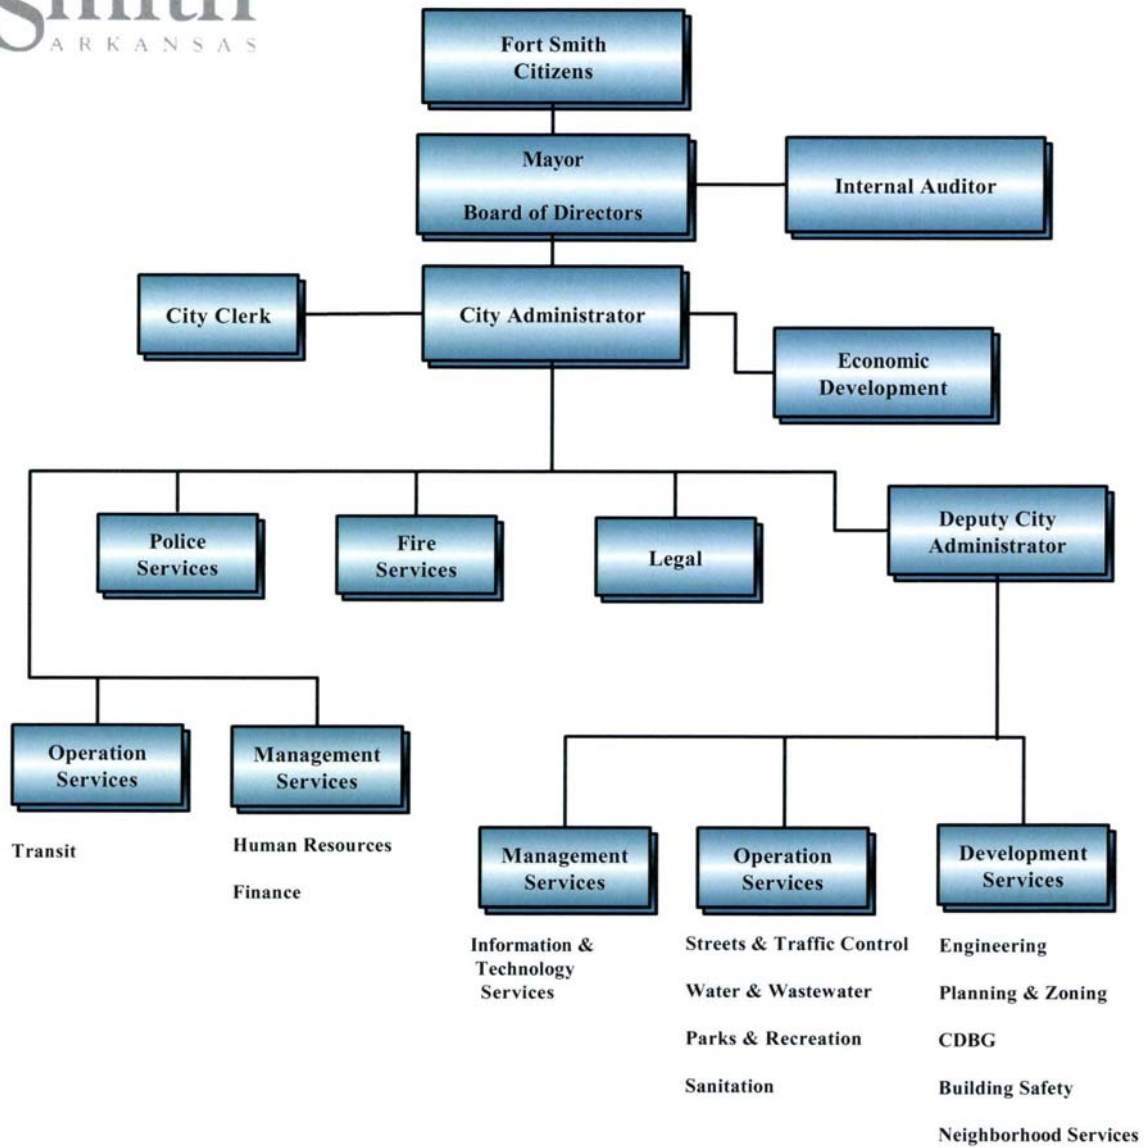 Smith
ARKANSAS
Fort Smith
Citizens
Mayor
Board of Directors
Internal Auditor
City Clerk
City Administrator
Economic
Development
Police
Services
Fire
Services
Legal
Deputy City
Administrator
Operation
Services
Transit
Management
Services
Human Resources
Finance
Management
Services
Information &
Technology
Services
Operation
Services
Streets & Traffic Control
Water & Wastewater
Parks & Recreation
Sanitation
Development
Services
Engineering
Planning & Zoning
CDBG
Building Safety
Neighborhood Services